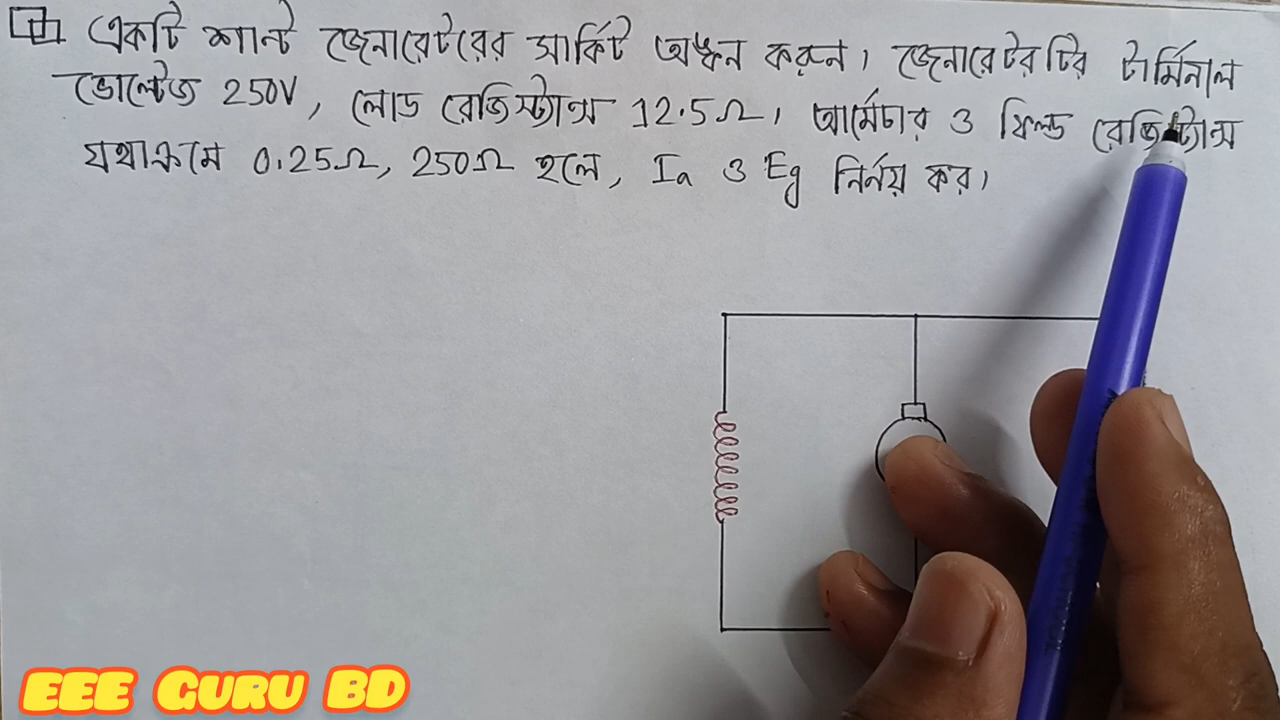 একটি শান্ট জেনারেটরের সার্কিট অঙ্কন করুন। জেনারেটরটির টার্মিনাল
ভোল্টেজ 250V, লোড রেজিস্ট্যান্স 12.5Ω, আর্মেচার ও ফিল্ড রেজিস্ট্যান্স
যথাক্রমে 0.25Ω, 250Ω হলে, Ia ও Eg নির্ণয় কর।
EEE GURU BD